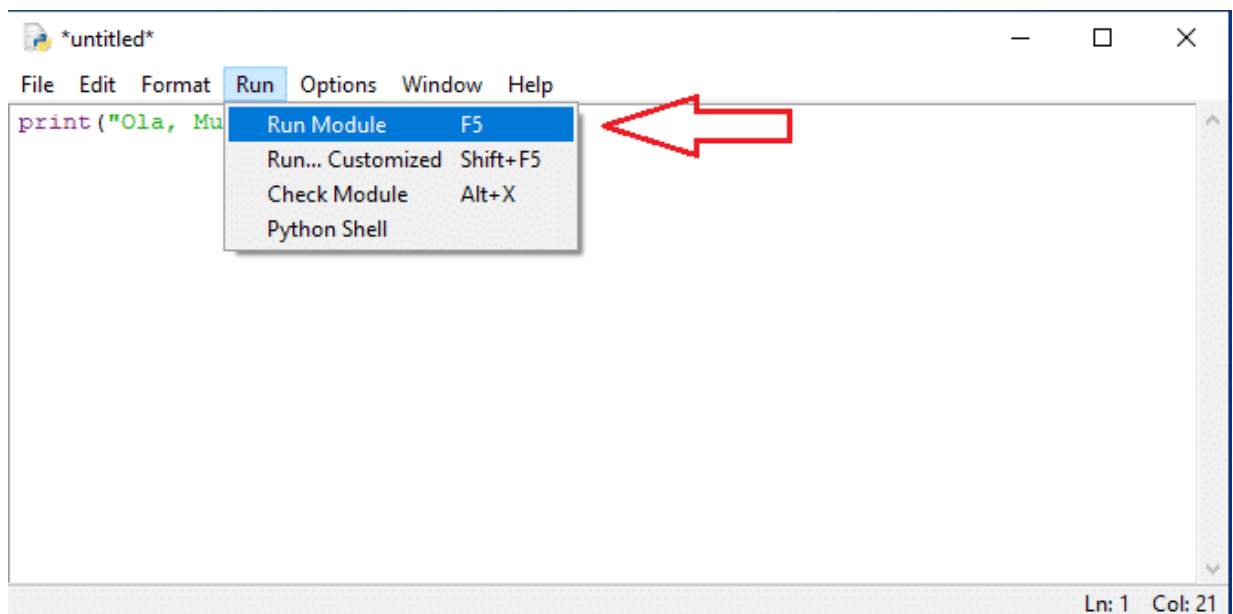 *untitled*
File Edit Format Run Options Window Help
print("Ola, Mu
Run Module F5
Run... Customized Shift+F5
Check Module Alt+X
Python Shell
Ln: 1 Col: 21